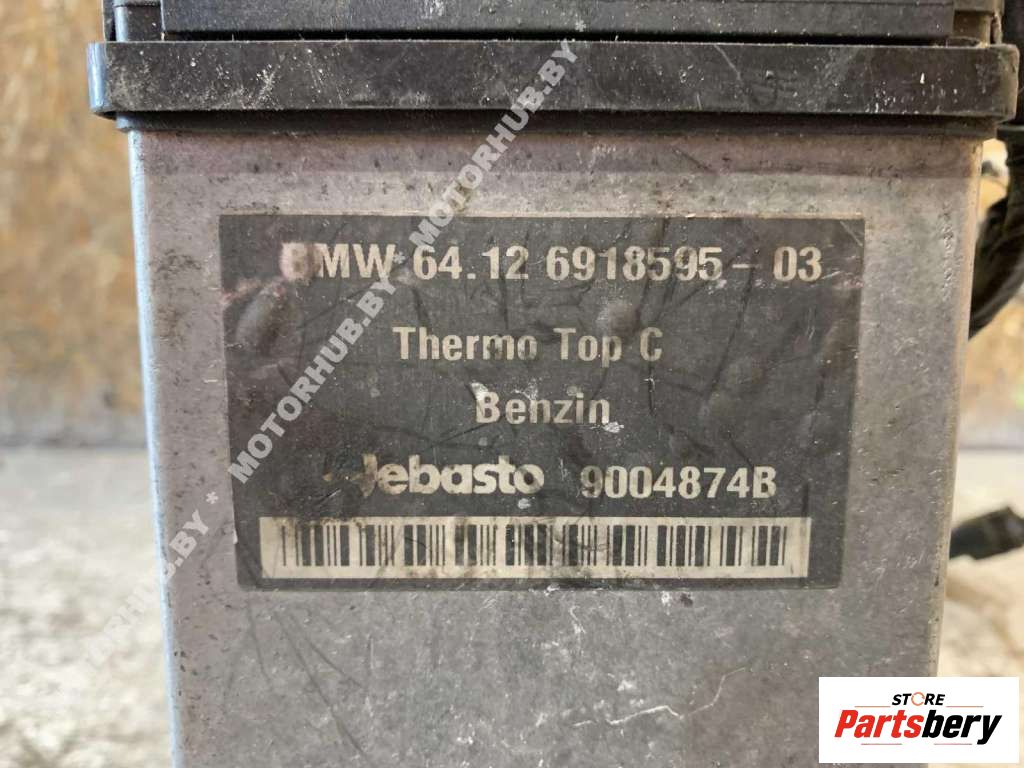 BMW 64.12 6918595-03
Thermo Top C
Benzin
Webasto 9004874B
* MOTORHUB.BY * MOTORHUB.BY * MOTORHUB.BY
STORE
Partsbery